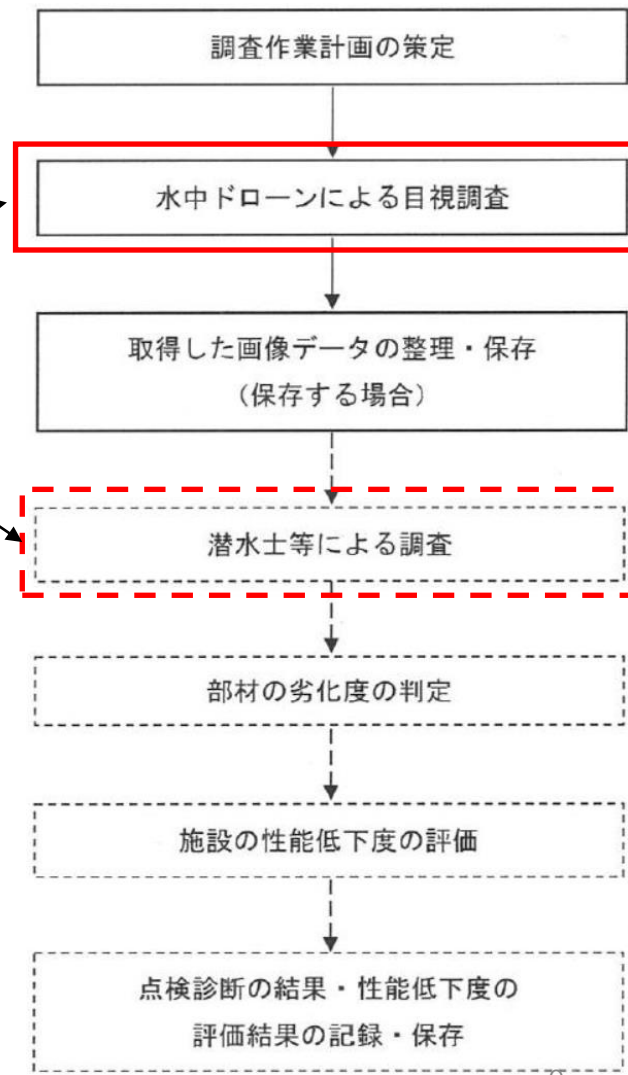 調査作業計画の策定
水中ドローンによる目視調査
取得した画像データの整理・保存
（保存する場合）
潜水士等による調査
部材の劣化度の判定
施設の性能低下度の評価
点検診断の結果・性能低下度の
評価結果の記録・保存